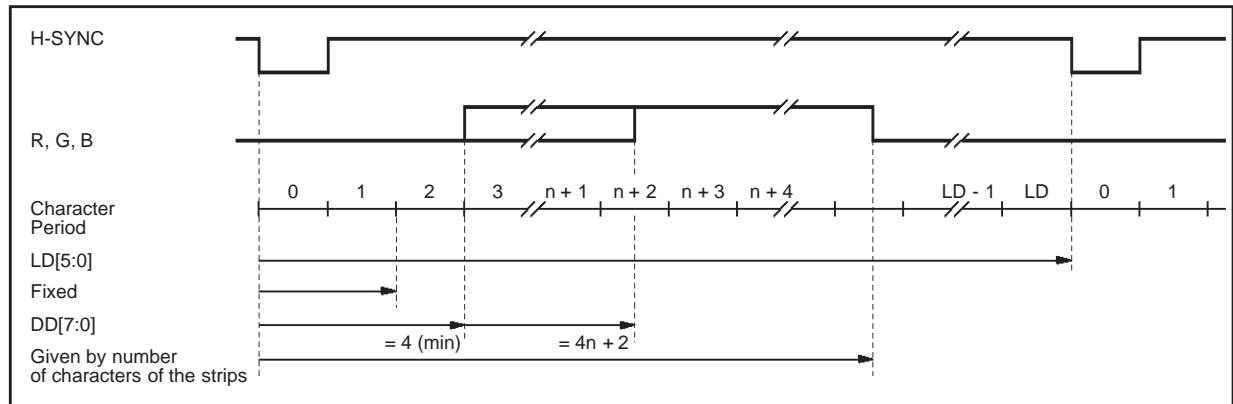 H-SYNC
R, G, B
0 1 2 3 n + 1 n + 2 n + 3 n + 4 LD - 1 LD 0 1
Character
Period
LD[5:0]
Fixed
DD[7:0]
= 4 (min) = 4n + 2
Given by number
of characters of the strips